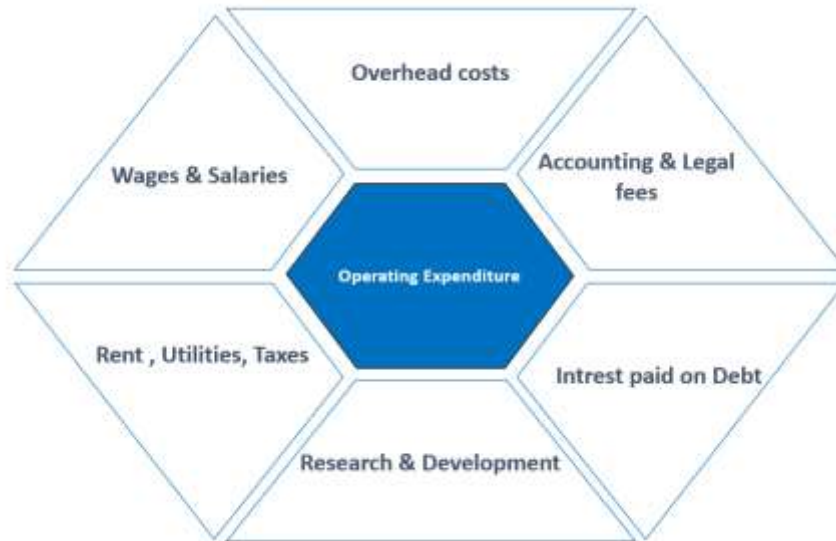 Overhead costs
Accounting & Legal
fees
Wages & Salaries
Operating Expenditure
Rent , Utilities, Taxes
Intrest paid on Debt
Research & Development